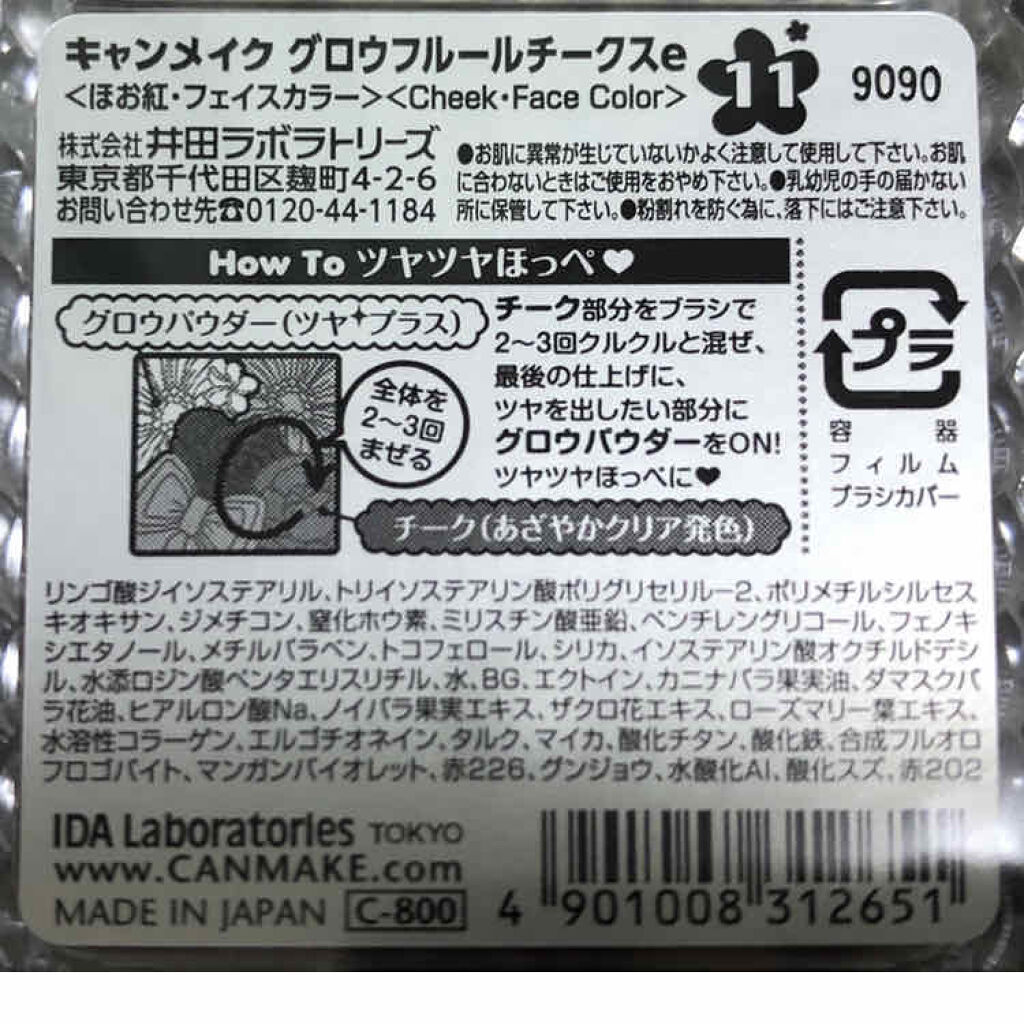 キャンメイク グロウフルールチークスe
11
9090
<ほお紅・フェイスカラー><Cheek・Face Color>
株式会社 井田ラボラトリーズ
東京都千代田区麹町4-2-6
お問い合わせ先☎0120-44-1184
●お肌に異常が生じていないかよく注意して使用して下さい。お肌
に合わないときはご使用をおやめ下さい。●乳幼児の手の届かない
所に保管して下さい。●粉割れを防ぐ為に、落下にはご注意下さい。
How To ツヤツヤほっぺ♥
グロウパウダー(ツヤ✦プラス)
全体を
2〜3回
まぜる
チーク部分をブラシで
2〜3回クルクルと混ぜ、
最後の仕上げに、
ツヤを出したい部分に
グロウパウダーをON!
ツヤツヤほっぺに♥
チーク(あざやかクリア発色)
プラ
容器
フィルム
ブラシカバー
リンゴ酸ジイソステアリル、トリイソステアリン酸ポリグリセリル-2、ポリメチルシルセス
キオキサン、ジメチコン、窒化ホウ素、ミリスチン酸亜鉛、ペンチレングリコール、フェノキ
シエタノール、メチルパラベン、トコフェロール、シリカ、イソステアリン酸オクチルドデシ
ル、水添ロジン酸ペンタエリスリチル、水、BG、エクトイン、カニナバラ果実油、ダマスクバ
ラ花油、ヒアルロン酸Na、ノイバラ果実エキス、ザクロ花エキス、ローズマリー葉エキス、
水溶性コラーゲン、エルゴチオネイン、タルク、マイカ、酸化チタン、酸化鉄、合成フルオロ
フロゴパイト、マンガンバイオレット、赤226、グンジョウ、水酸化Al、酸化スズ、赤202
IDA Laboratories TOKYO
www.CANMAKE.com
MADE IN JAPAN C-800
4 901008 312651